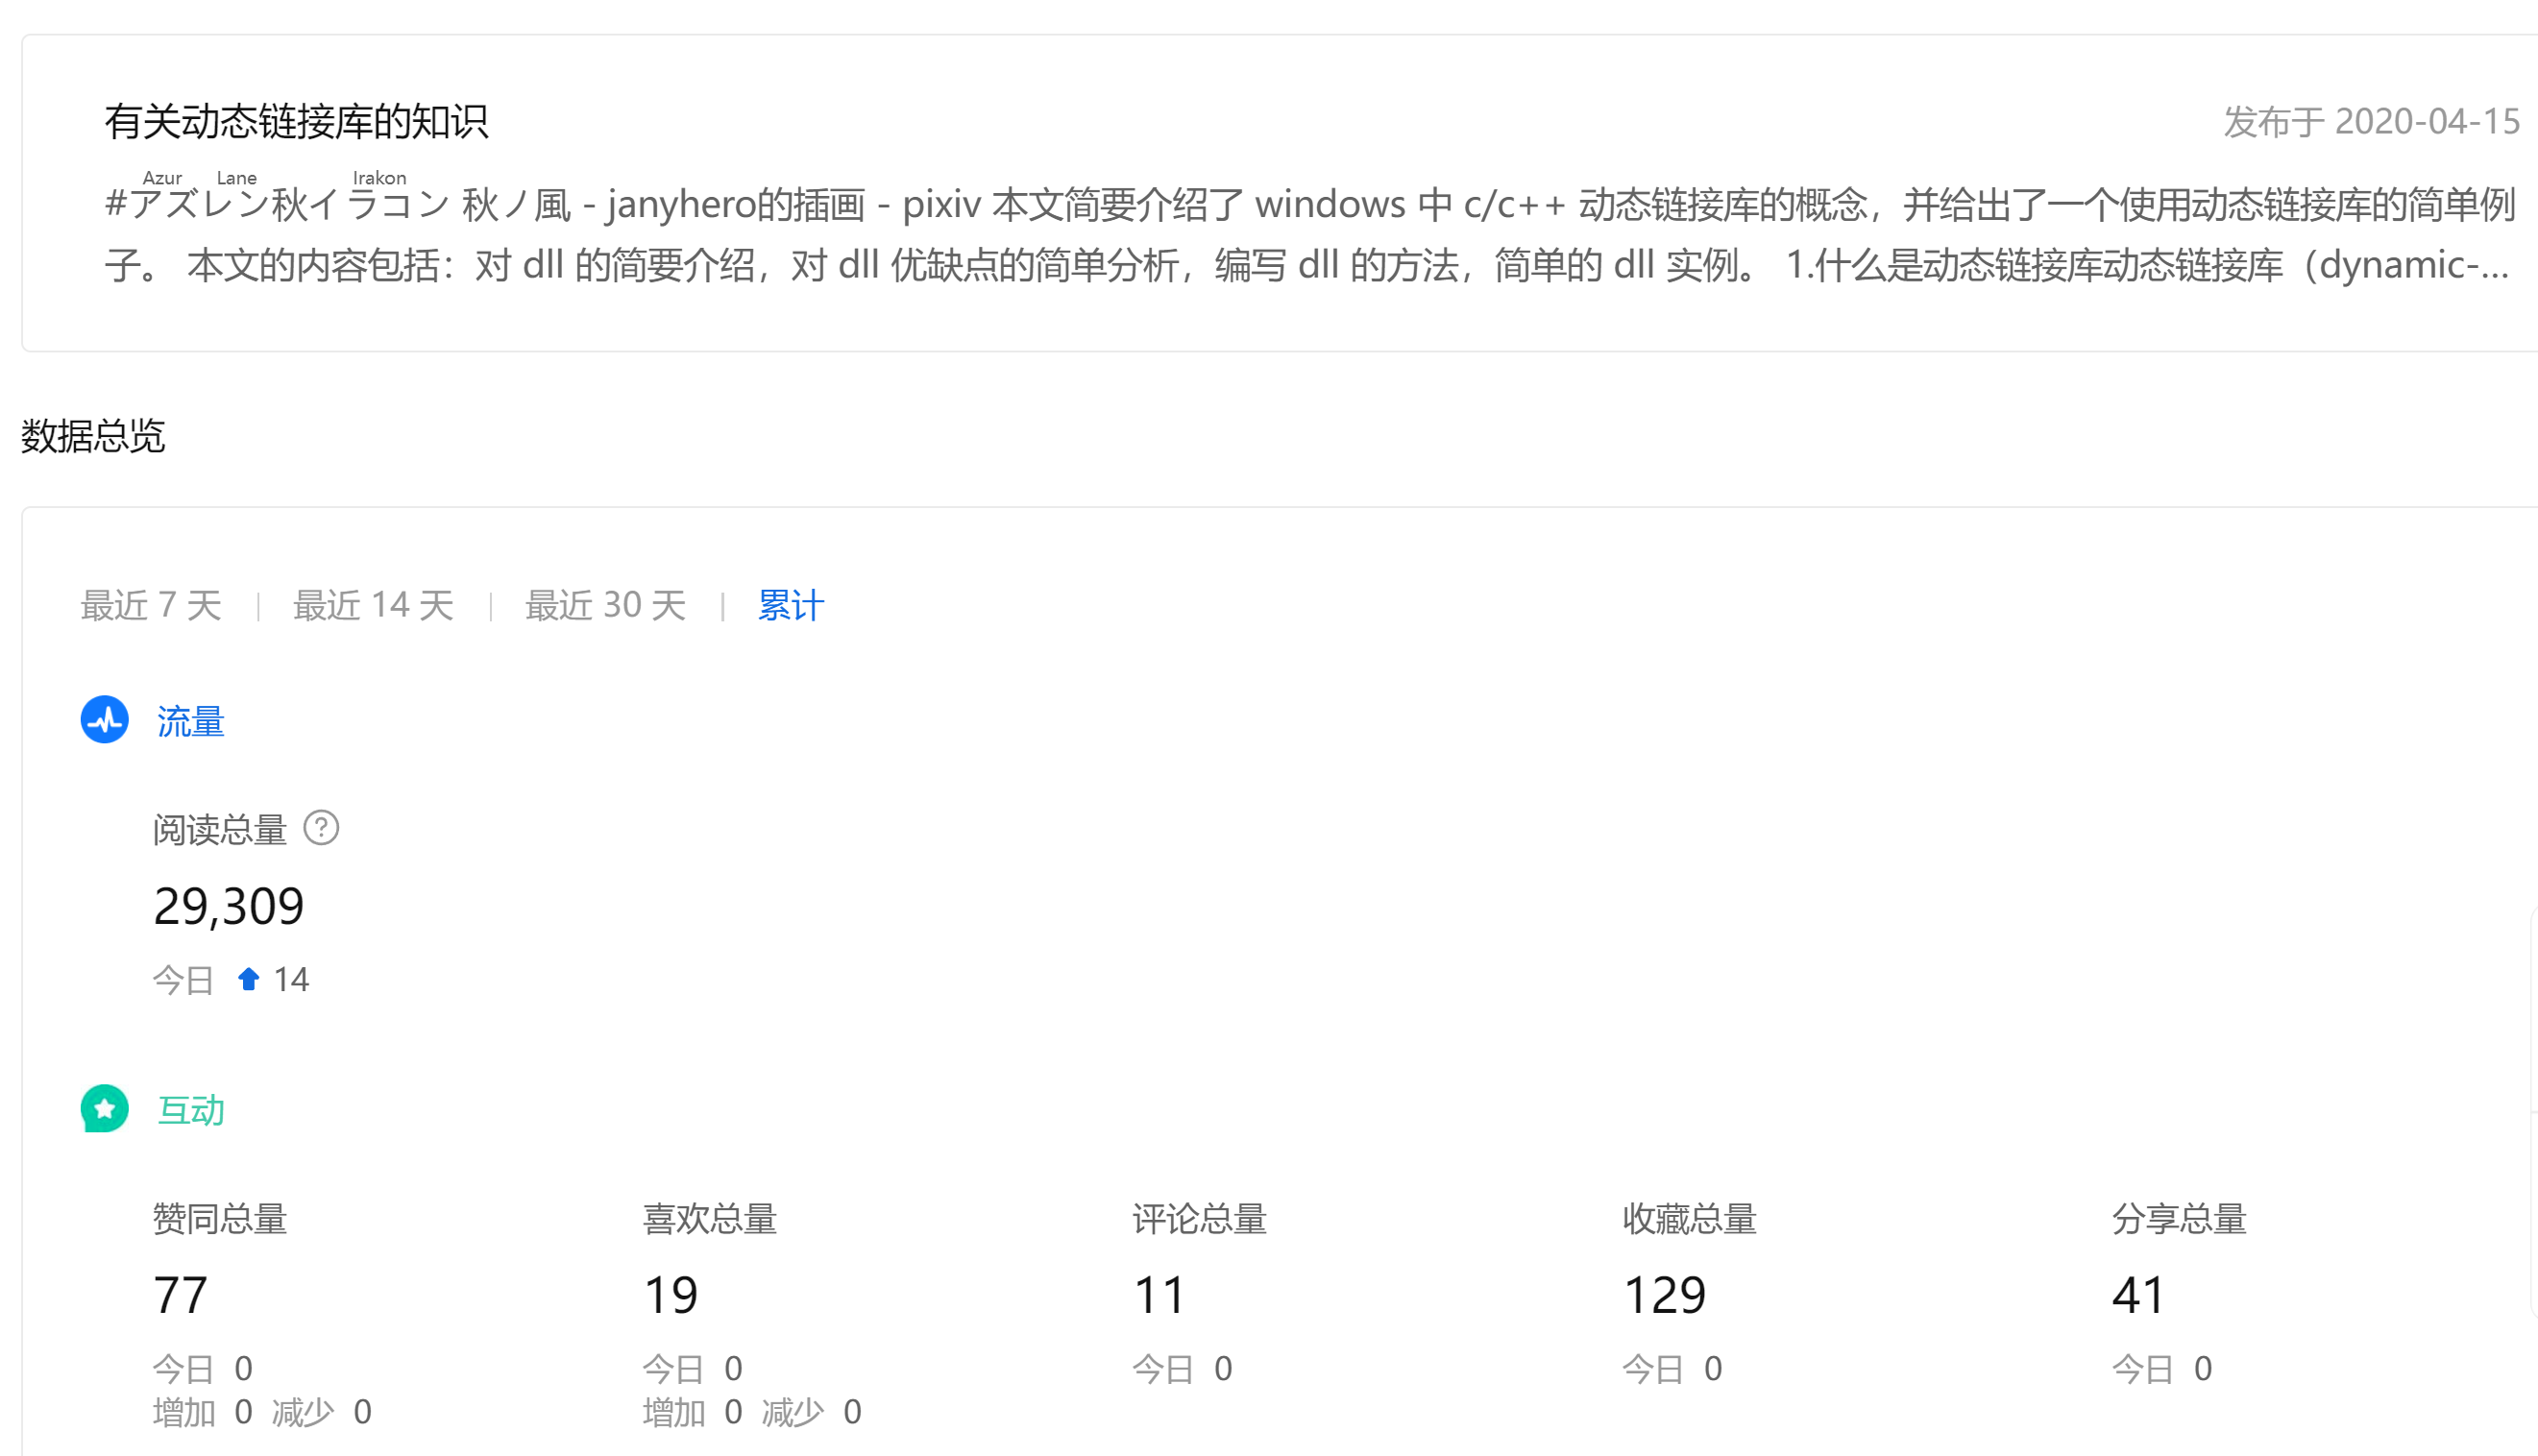 有关动态链接库的知识
发布于 2020-04-15
Azur Lane Irakon
#アズレン秋イラコン 秋ノ風 - janyhero的插画 - pixiv 本文简要介绍了 windows 中 c/c++ 动态链接库的概念，并给出了一个使用动态链接库的简单例
子。 本文的内容包括：对 dll 的简要介绍，对 dll 优缺点的简单分析，编写 dll 的方法，简单的 dll 实例。 1.什么是动态链接库动态链接库（dynamic-...
数据总览
最近 7 天 | 最近 14 天 | 最近 30 天 | 累计
流量
阅读总量 ?
29,309
今日 14
互动
赞同总量 喜欢总量 评论总量 收藏总量 分享总量
77 19 11 129 41
今日 0 今日 0 今日 0 今日 0 今日 0
增加 0 减少 0 增加 0 减少 0